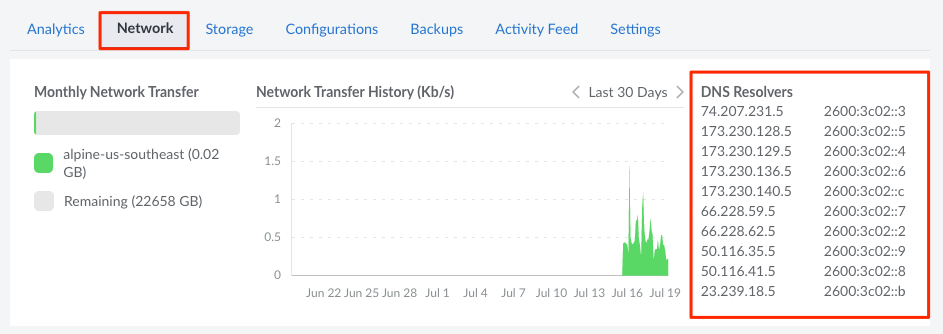 Analytics Network Storage Configurations Backups Activity Feed Settings
Monthly Network Transfer
alpine-us-southeast (0.02
GB)
Remaining (22658 GB)
Network Transfer History (Kb/s)
Last 30 Days
2
1.5
1
0.5
0
Jun 22 Jun 25 Jun 28 Jul 1 Jul 4 Jul 7 Jul 10 Jul 13 Jul 16 Jul 19
DNS Resolvers
74.207.231.5 2600:3c02::3
173.230.128.5 2600:3c02::5
173.230.129.5 2600:3c02::4
173.230.136.5 2600:3c02::6
173.230.140.5 2600:3c02::c
66.228.59.5 2600:3c02::7
66.228.62.5 2600:3c02::2
50.116.35.5 2600:3c02::9
50.116.41.5 2600:3c02::8
23.239.18.5 2600:3c02::b